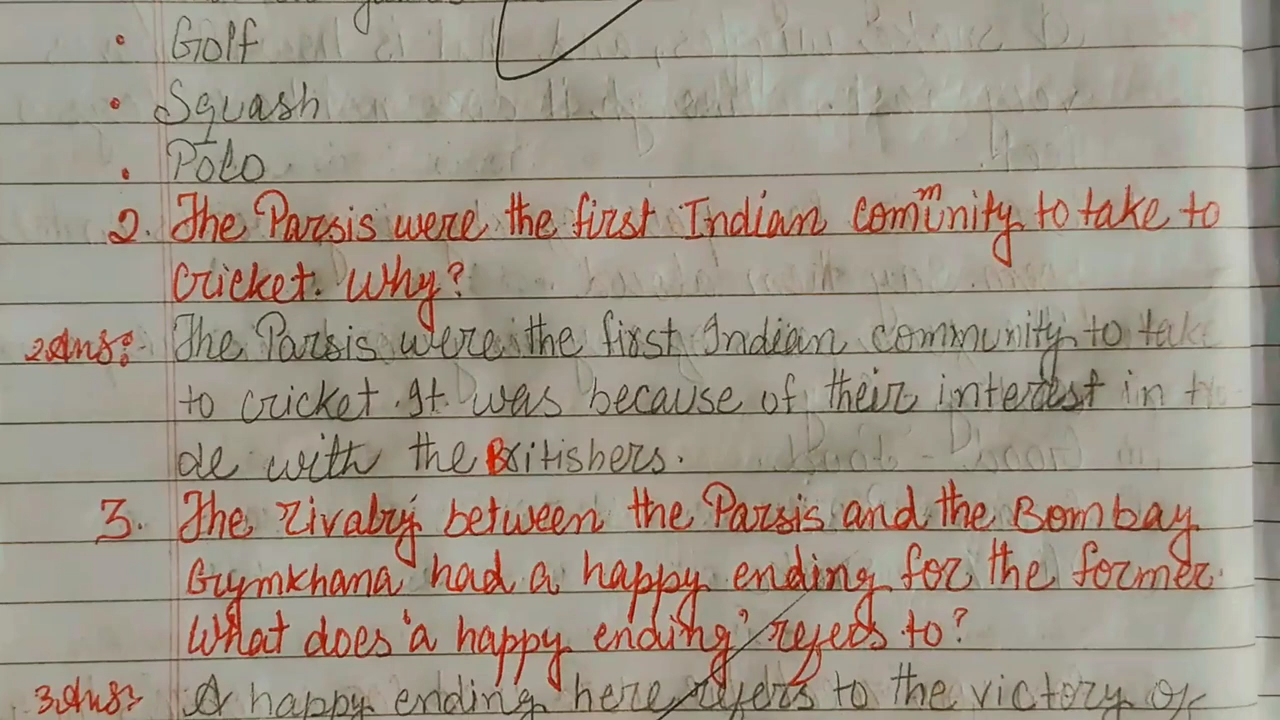 • Golf
• Squash
• Polo
2. The Parsis were the first Indian community to take to
cricket. Why?
2Ans:- The Parsis were the first Indian community to take
to cricket. It was because of their interest in
de with the Britishers.
3. The rivalry between the Parsis and the Bombay
Gymkhana had a happy ending for the former.
What does 'a happy ending' refers to?
3Ans:- A happy ending here refers to the victory of